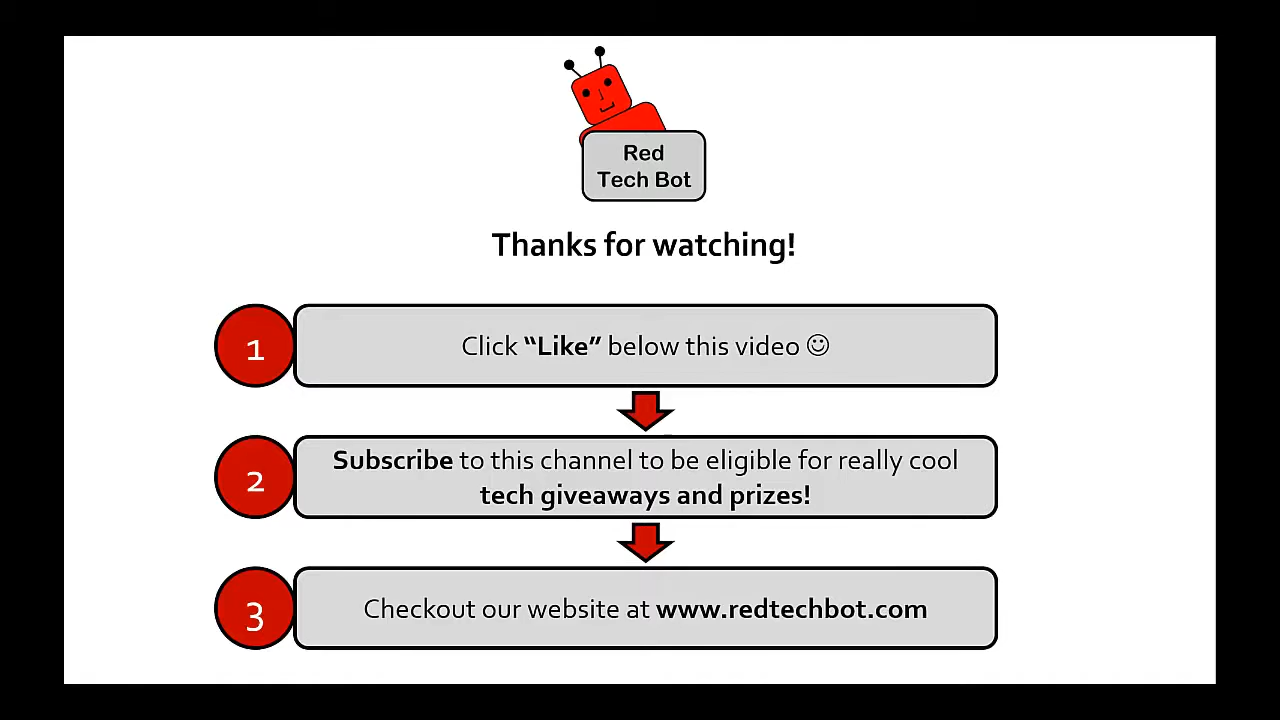 Red
Tech Bot
Thanks for watching!
1
Click “Like” below this video ☺
2
Subscribe to this channel to be eligible for really cool
tech giveaways and prizes!
3
Checkout our website at www.redtechbot.com